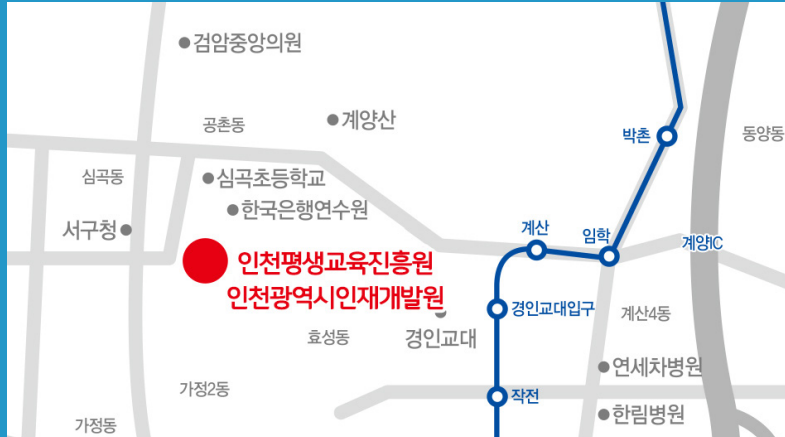 검암중앙의원
공촌동
계양산
박촌
동양동
심곡동
심곡초등학교
한국은행연수원
서구청
계산
임학
계양IC
인천평생교육진흥원
인천광역시인재개발원
경인교대입구
계산4동
효성동
경인교대
연세차병원
가정2동
작전
한림병원
가정동